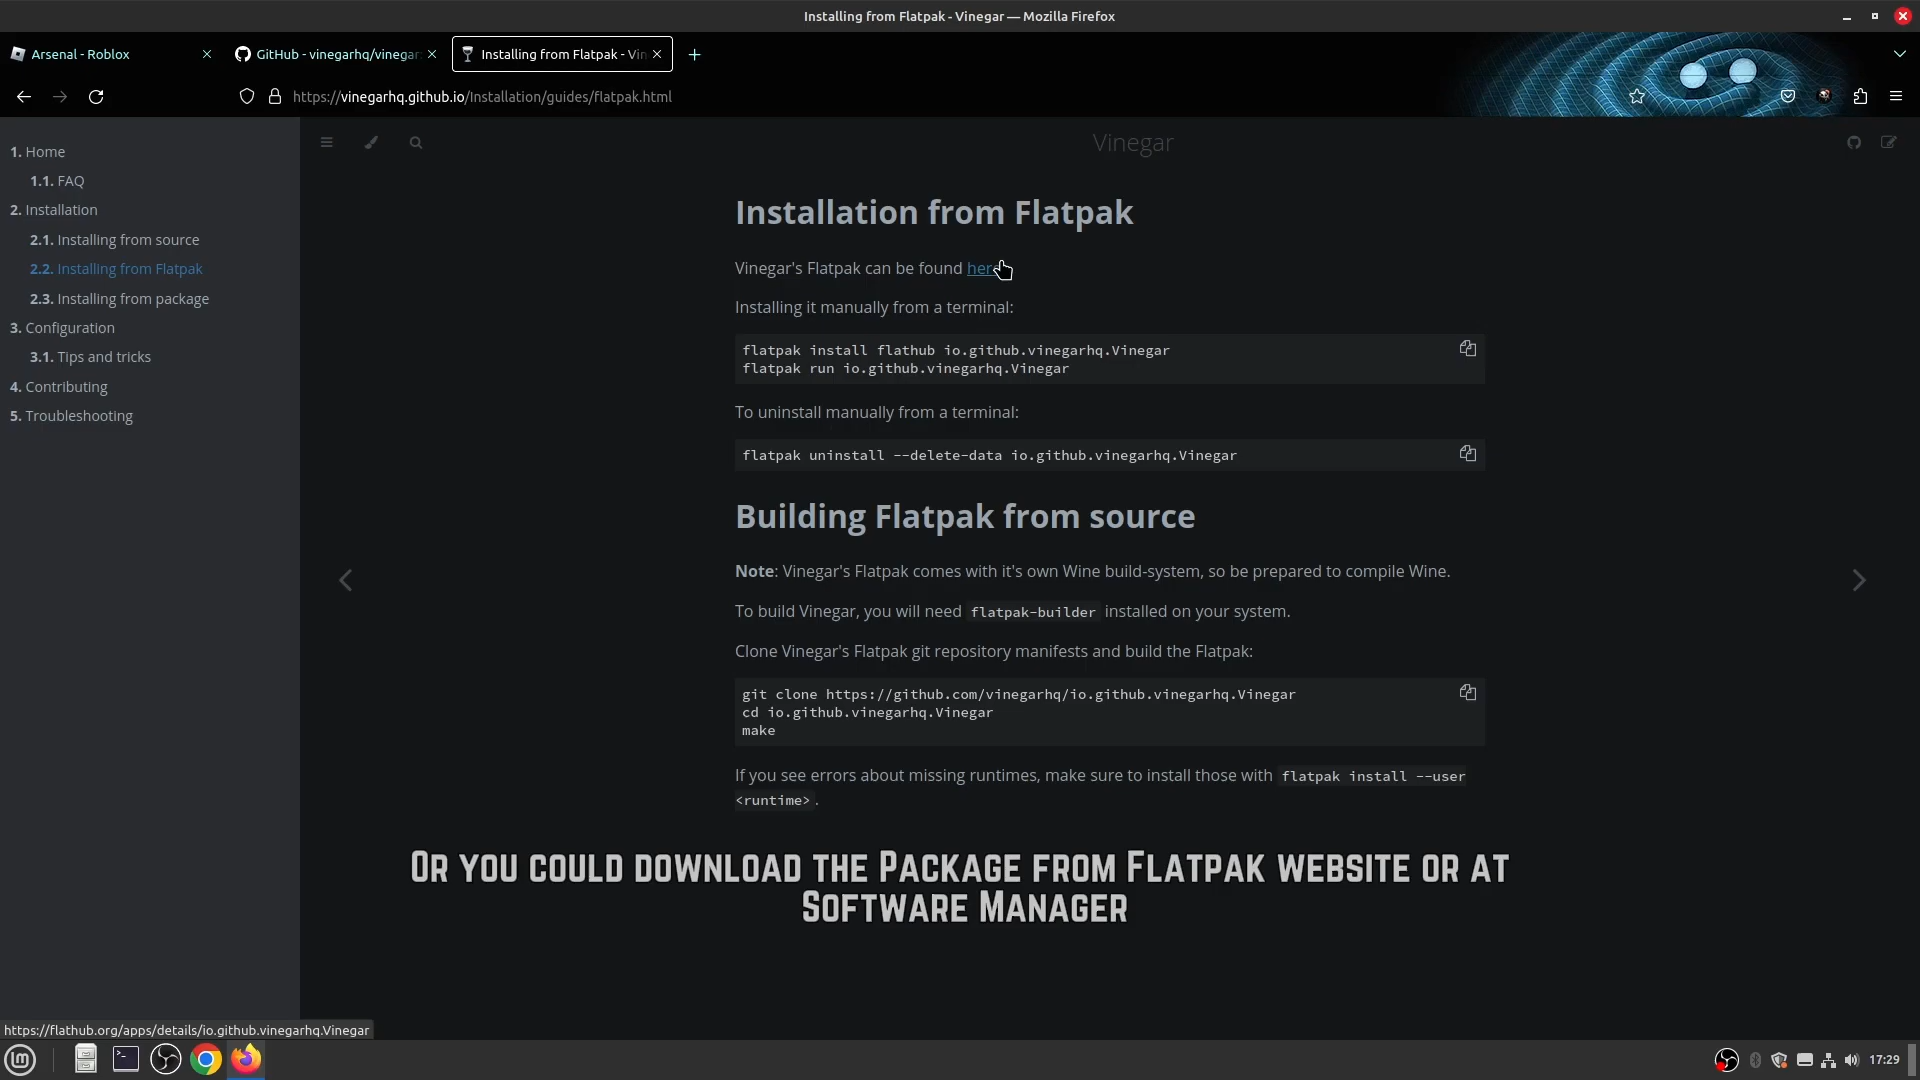 Installing from Flatpak - Vinegar — Mozilla Firefox
Arsenal - Roblox
GitHub - vinegarhq/vinegar:
Installing from Flatpak - Vin
https://vinegarhq.github.io/Installation/guides/flatpak.html
1. Home
1.1. FAQ
2. Installation
2.1. Installing from source
2.2. Installing from Flatpak
2.3. Installing from package
3. Configuration
3.1. Tips and tricks
4. Contributing
5. Troubleshooting
Vinegar
Installation from Flatpak
Vinegar's Flatpak can be found here
Installing it manually from a terminal:
flatpak install flathub io.github.vinegarhq.Vinegar
flatpak run io.github.vinegarhq.Vinegar
To uninstall manually from a terminal:
flatpak uninstall --delete-data io.github.vinegarhq.Vinegar
Building Flatpak from source
Note: Vinegar's Flatpak comes with it's own Wine build-system, so be prepared to compile Wine.
To build Vinegar, you will need flatpak-builder installed on your system.
Clone Vinegar's Flatpak git repository manifests and build the Flatpak:
git clone https://github.com/vinegarhq/io.github.vinegarhq.Vinegar
cd io.github.vinegarhq.Vinegar
make
If you see errors about missing runtimes, make sure to install those with flatpak install --user
<runtime>.
Or you could download the Package from Flatpak website or at
Software Manager
https://flathub.org/apps/details/io.github.vinegarhq.Vinegar
17:29